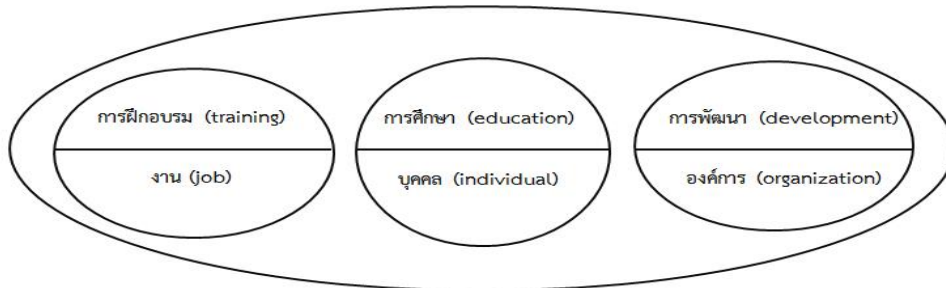 การฝึกอบรม (training)
งาน (job)
การศึกษา (education)
บุคคล (individual)
การพัฒนา (development)
องค์การ (organization)